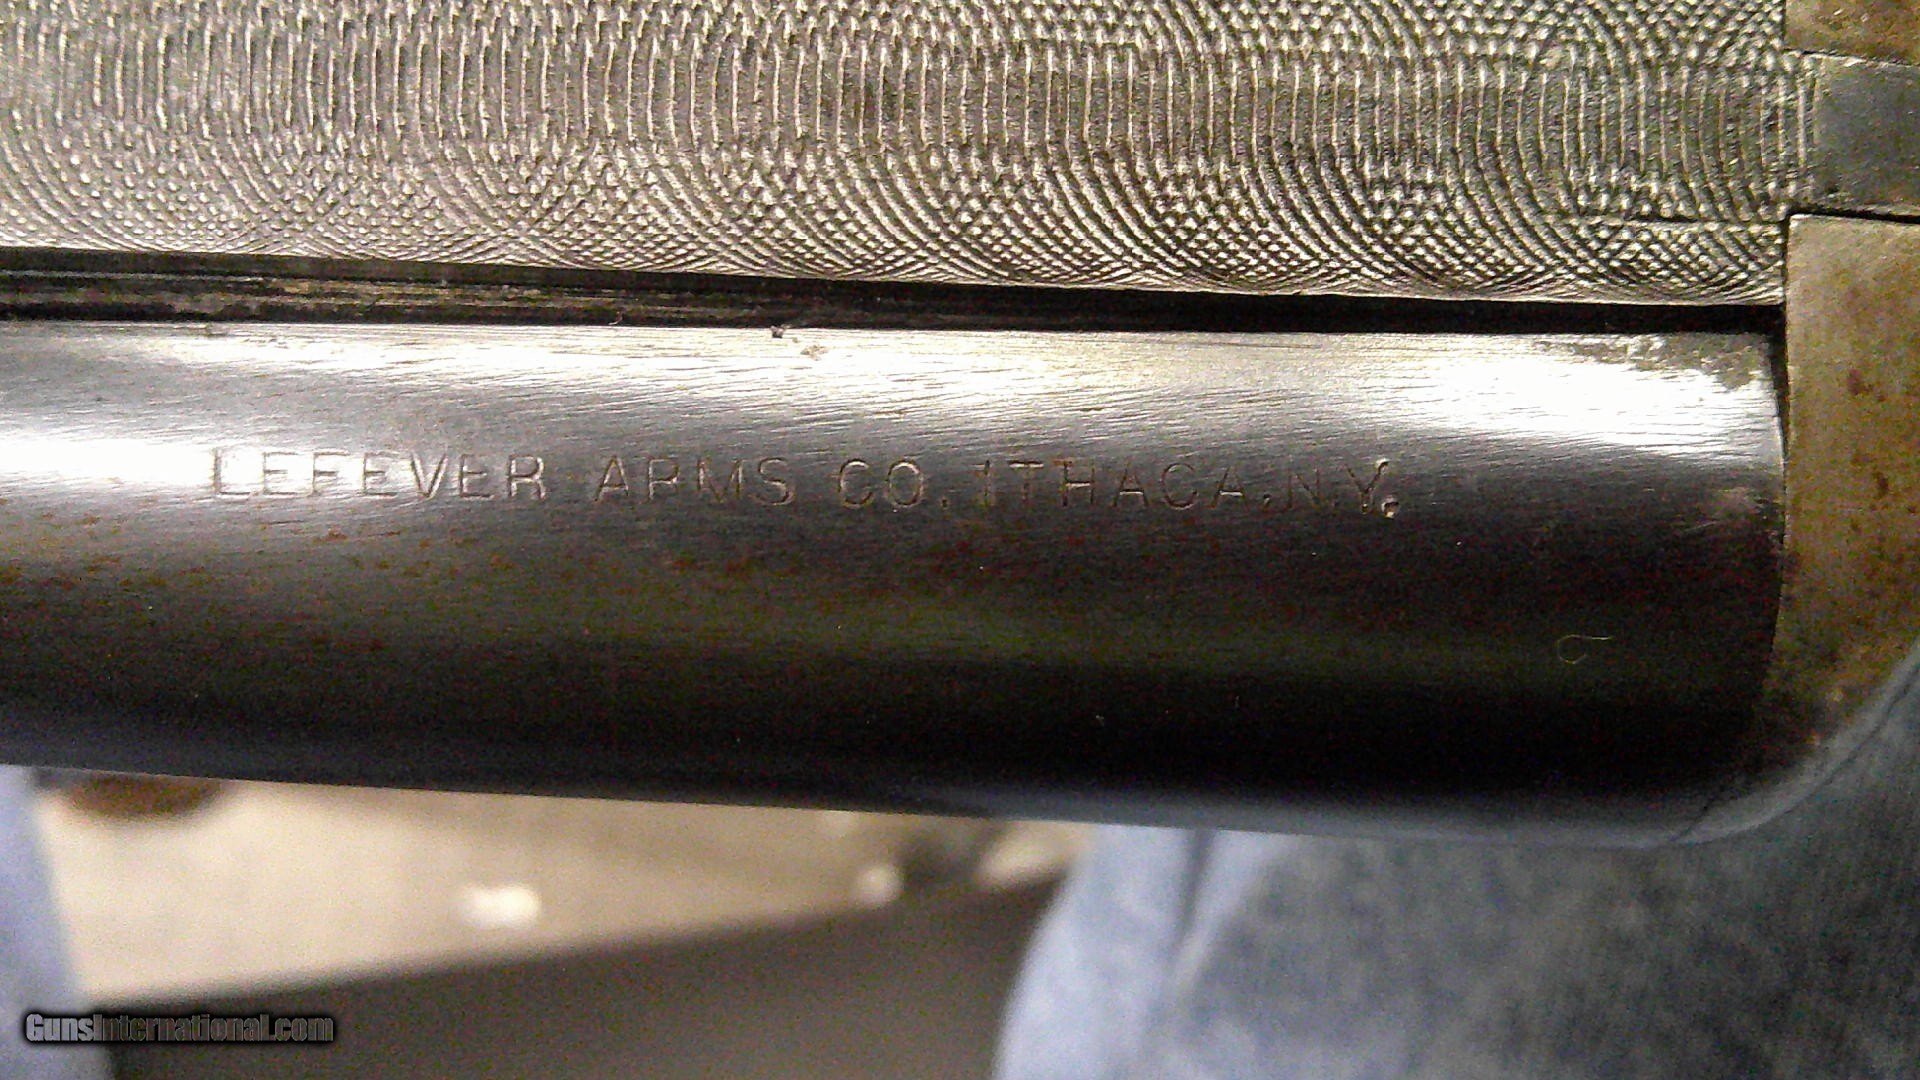 LEFEVER ARMS CO. ITHACA, N.Y.
GunsInternational.com